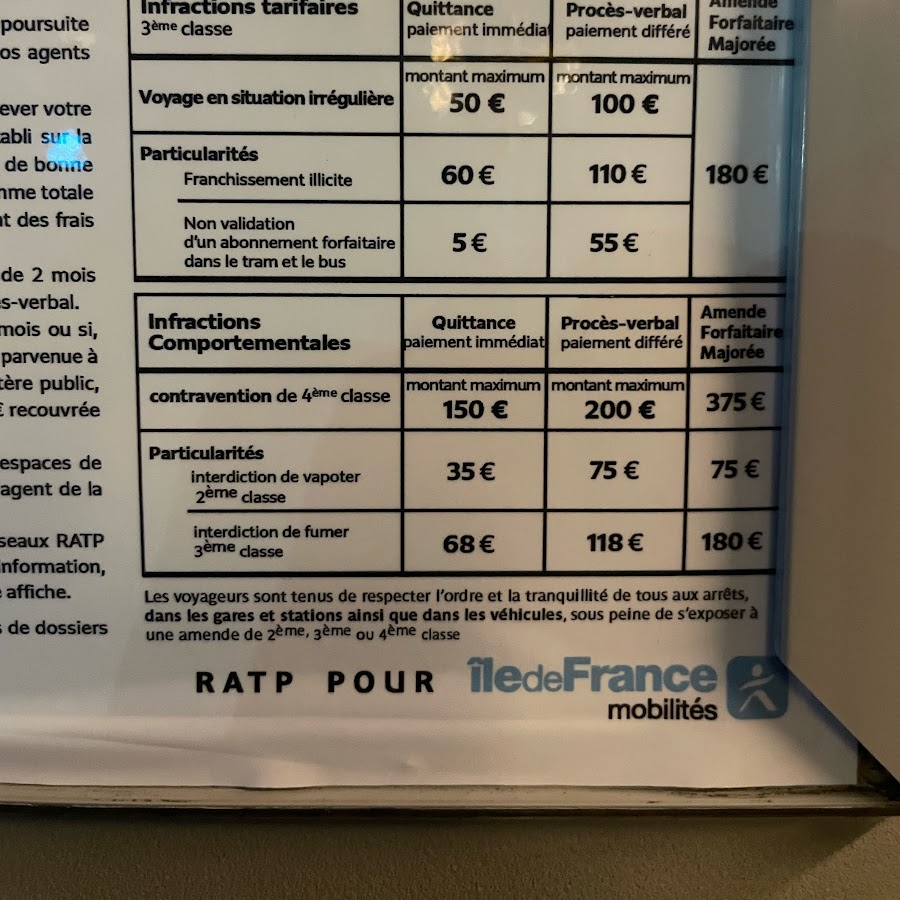 poursuite
os agents
ever votre
abli sur la
de bonne
me totale
t des frais
de 2 mois
s-verbal.
mois ou si,
parvenue à
tère public,
€ recouvrée
espaces de
agent de la
seaux RATP
information,
affiche.
de dossiers
Infractions tarifaires
3ème classe
Quittance
paiement immédiat
Procès-verbal
paiement différé
Amende
Forfaitaire
Majorée
Voyage en situation irrégulière
montant maximum
50 €
montant maximum
100 €
180 €
Particularités
Franchissement illicite
60 €
110 €
Non validation
d'un abonnement forfaitaire
dans le tram et le bus
5 €
55 €
Infractions
Comportementales
Quittance
paiement immédiat
Procès-verbal
paiement différé
Amende
Forfaitaire
Majorée
contravention de 4ème classe
montant maximum
150 €
montant maximum
200 €
375 €
Particularités
interdiction de vapoter
2ème classe
35 €
75 €
75 €
interdiction de fumer
3ème classe
68 €
118 €
180 €
Les voyageurs sont tenus de respecter l'ordre et la tranquillité de tous aux arrêts,
dans les gares et stations ainsi que dans les véhicules, sous peine de s'exposer à
une amende de 2ème, 3ème ou 4ème classe
RATP POUR
îledeFrance
mobilités